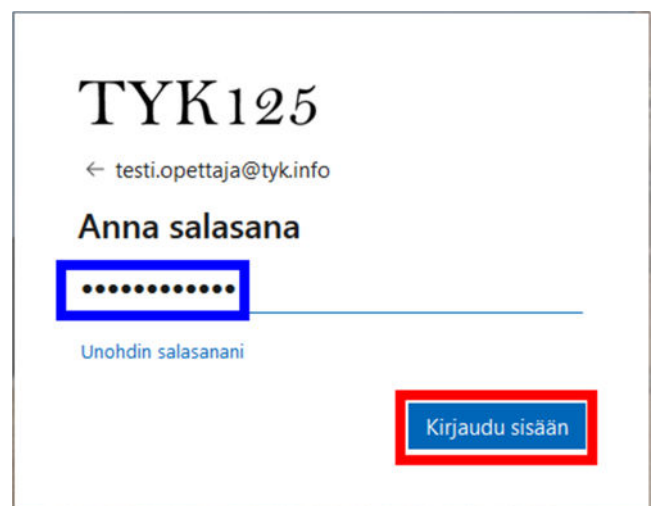 TYK125
← testi.opettaja@tyk.info
Anna salasana
••••••••••••
Unohdin salasanani
Kirjaudu sisään